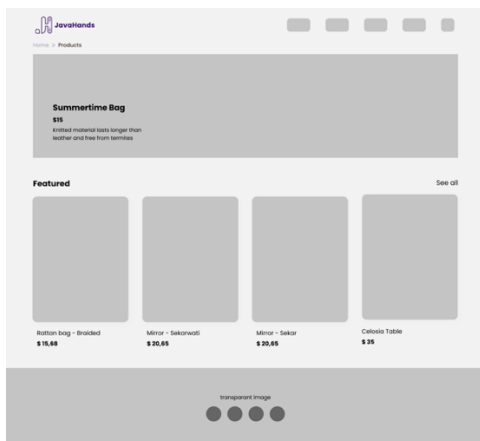 JavaHands
Home > Products
Summertime Bag
$15
Knitted material lasts longer than
leather and free from termites
Featured
See all
Rattan bag - Braided
$ 15,68
Mirror - Sekarwati
$ 20,65
Mirror - Sekar
$ 20,65
Celosia Table
$ 35
transparant image